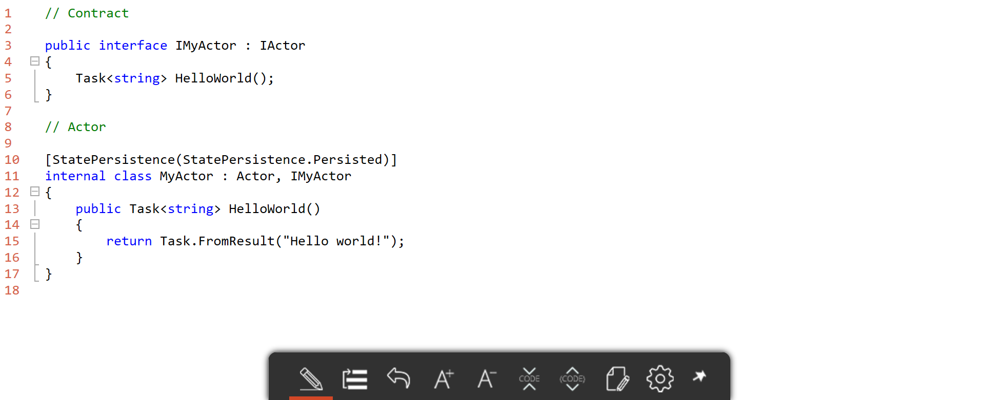 1 // Contract
2
3 public interface IMyActor : IActor
4 {
5 Task<string> HelloWorld();
6 }
7
8 // Actor
9
10 [StatePersistence(StatePersistence.Persisted)]
11 internal class MyActor : Actor, IMyActor
12 {
13 public Task<string> HelloWorld()
14 {
15 return Task.FromResult("Hello world!");
16 }
17 }
18
A+ A- CODE (CODE)